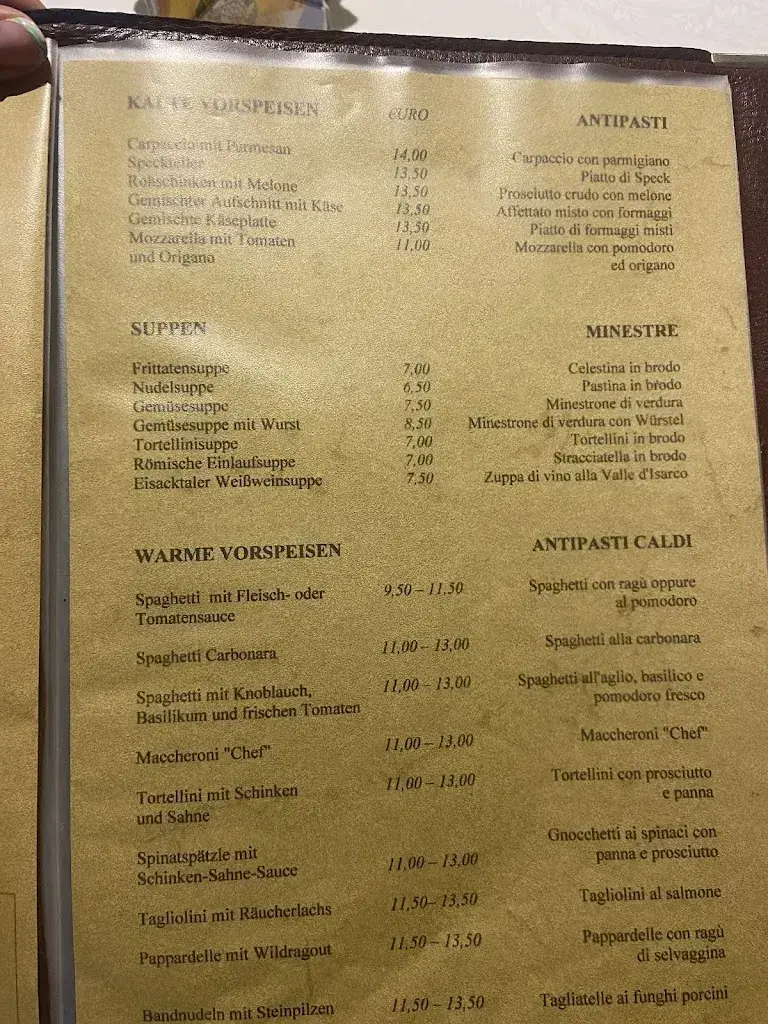 KALTE VORSPEISEN EURO ANTIPASTI
Carpaccio mit Parmesan 14,00 Carpaccio con parmigiano
Speckteller 13,50 Piatto di Speck
Rohschinken mit Melone 13,50 Prosciutto crudo con melone
Gemischter Aufschnitt mit Käse 13,50 Affettato misto con formaggi
Gemischte Käseplatte 13,50 Piatto di formaggi misti
Mozzarella mit Tomaten 11,00 Mozzarella con pomodoro
und Origano ed origano
SUPPEN MINESTRE
Frittatensuppe 7,00 Celestina in brodo
Nudelsuppe 6,50 Pastina in brodo
Gemüsesuppe 7,50 Minestrone di verdura
Gemüsesuppe mit Wurst 8,50 Minestrone di verdura con Würstel
Tortellinisuppe 7,00 Tortellini in brodo
Römische Einlaufsuppe 7,00 Stracciatella in brodo
Eisacktaler Weißweinsuppe 7,50 Zuppa di vino alla Valle d'Isarco
WARME VORSPEISEN ANTIPASTI CALDI
Spaghetti mit Fleisch- oder 9,50 – 11,50 Spaghetti con ragù oppure
Tomatensauce al pomodoro
Spaghetti Carbonara 11,00 – 13,00 Spaghetti alla carbonara
Spaghetti mit Knoblauch, 11,00 – 13,00 Spaghetti all'aglio, basilico e
Basilikum und frischen Tomaten pomodoro fresco
Maccheroni "Chef" 11,00 – 13,00 Maccheroni "Chef"
Tortellini mit Schinken 11,00 – 13,00 Tortellini con prosciutto
und Sahne e panna
Spinatspätzle mit Gnocchetti ai spinaci con
Schinken-Sahne-Sauce 11,00 – 13,00 panna e prosciutto
Tagliolini mit Räucherlachs 11,50– 13,50 Tagliolini al salmone
Pappardelle mit Wildragout 11,50 – 13,50 Pappardelle con ragù
di selvaggina
Bandnudeln mit Steinpilzen 11,50 – 13,50 Tagliatelle ai funghi porcini